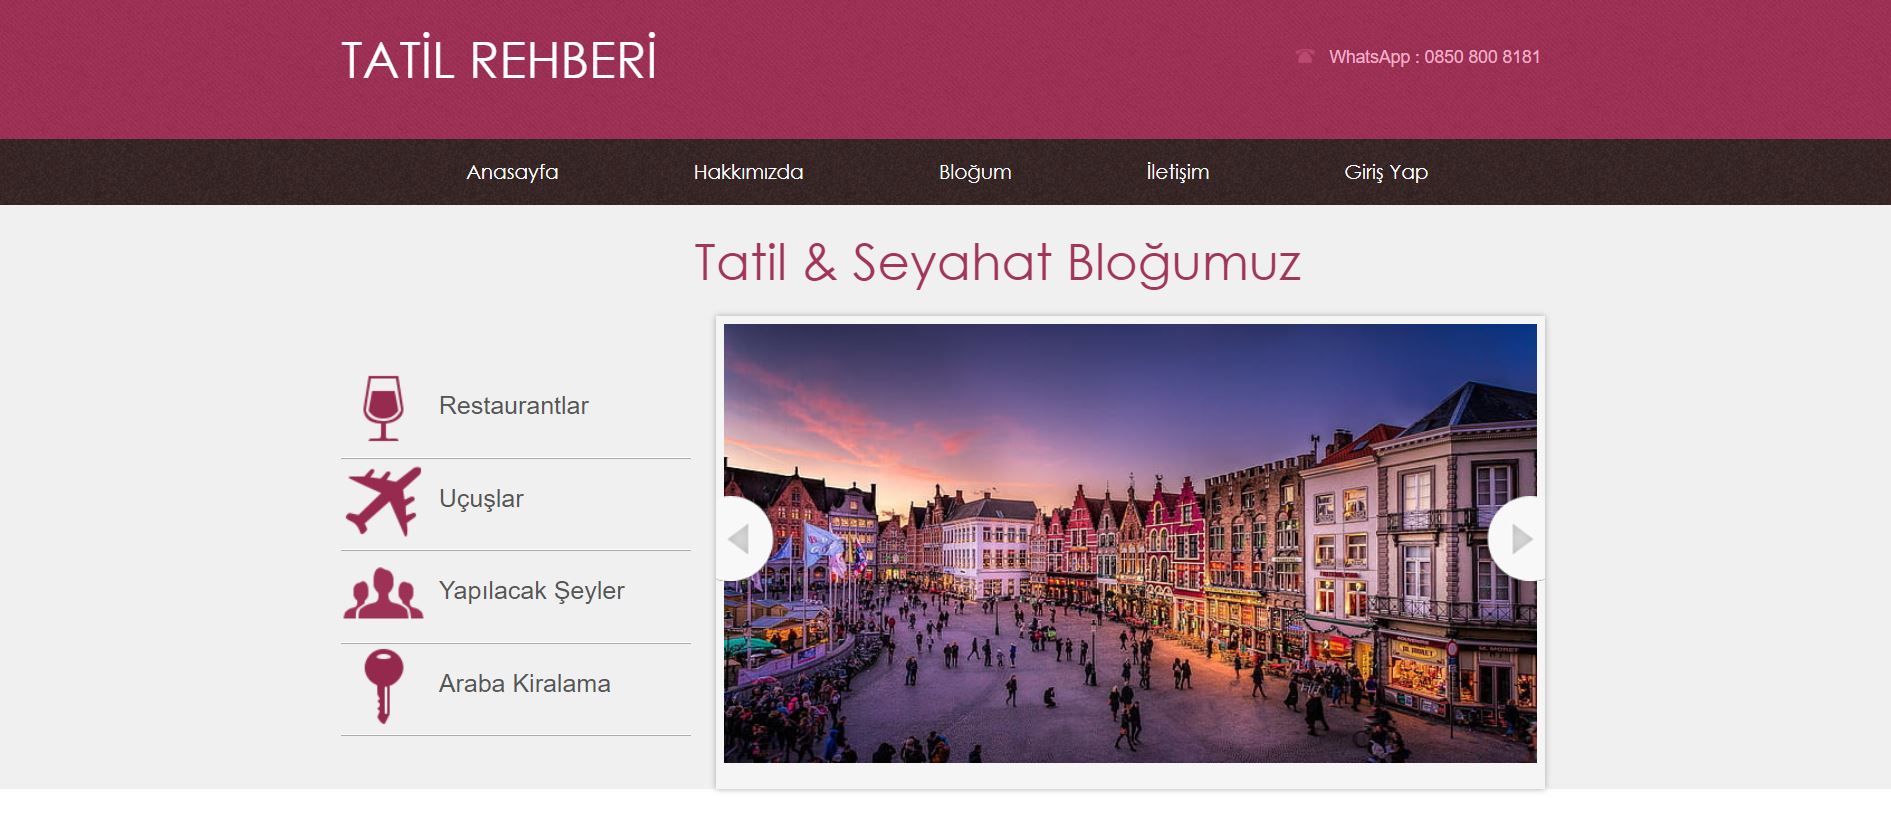 TATİL REHBERİ
WhatsApp : 0850 800 8181
Anasayfa Hakkımızda Bloğum İletişim Giriş Yap
Tatil & Seyahat Bloğumuz
Restaurantlar
Uçuşlar
Yapılacak Şeyler
Araba Kiralama